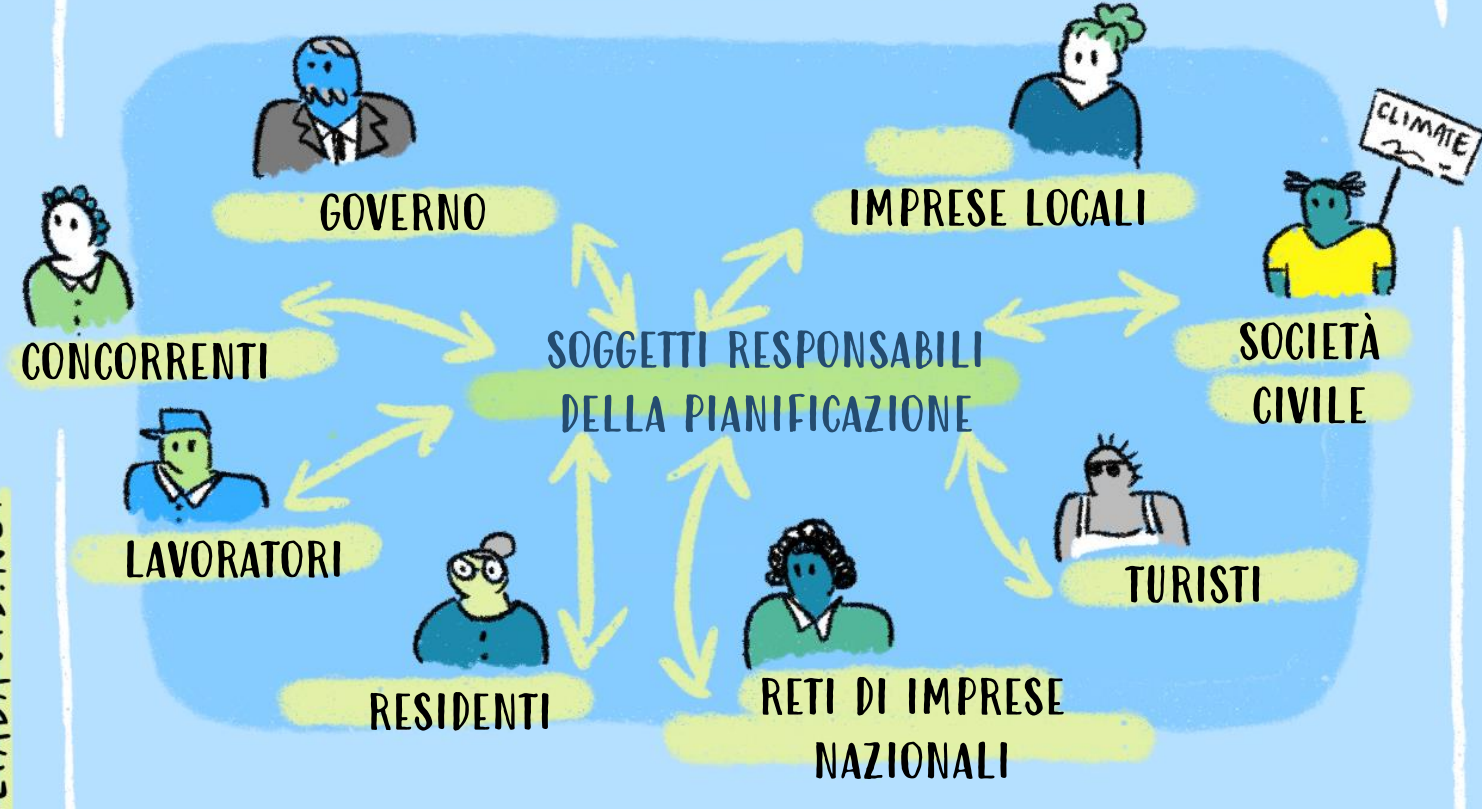 CLIMATE
GOVERNO
IMPRESE LOCALI
CONCORRENTI
SOGGETTI RESPONSABILI
DELLA PIANIFICAZIONE
SOCIETÀ
CIVILE
LAVORATORI
TURISTI
RESIDENTI
RETI DI IMPRESE
NAZIONALI